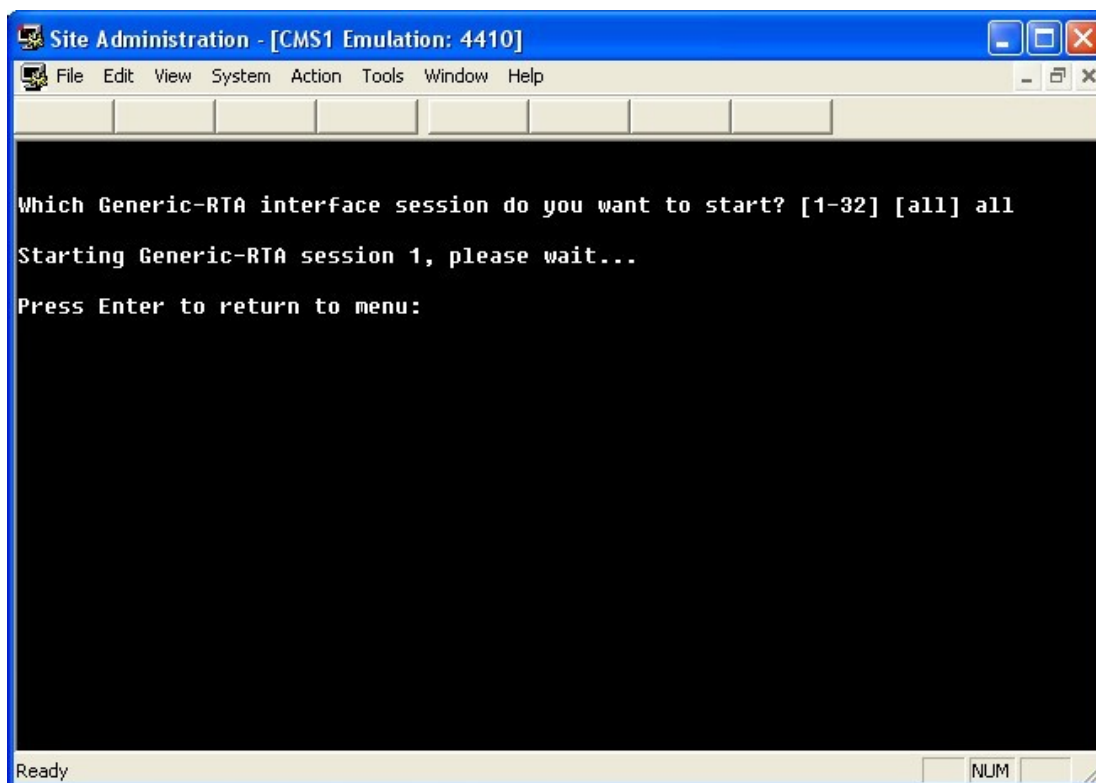 Site Administration - [CMS1 Emulation: 4410]
File Edit View System Action Tools Window Help
Which Generic-RTA interface session do you want to start? [1-32] [all] all
Starting Generic-RTA session 1, please wait...
Press Enter to return to menu:
Ready NUM